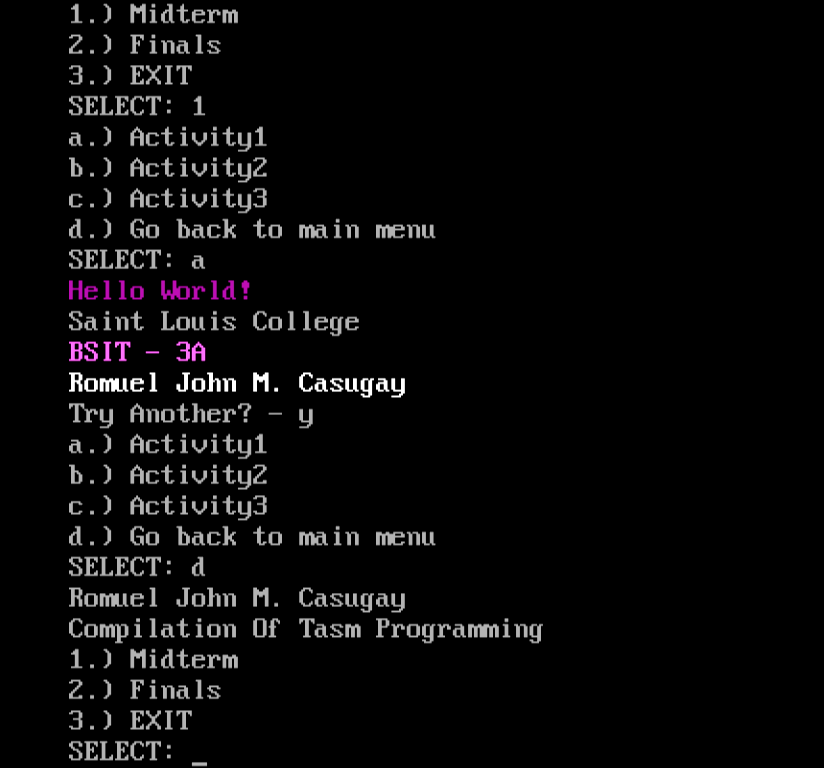 1.) Midterm
2.) Finals
3.) EXIT
SELECT: 1
a.) Activity1
b.) Activity2
c.) Activity3
d.) Go back to main menu
SELECT: a
Hello World!
Saint Louis College
BSIT - 3A
Romuel John M. Casugay
Try Another? - y
a.) Activity1
b.) Activity2
c.) Activity3
d.) Go back to main menu
SELECT: d
Romuel John M. Casugay
Compilation Of Tasm Programming
1.) Midterm
2.) Finals
3.) EXIT
SELECT: _